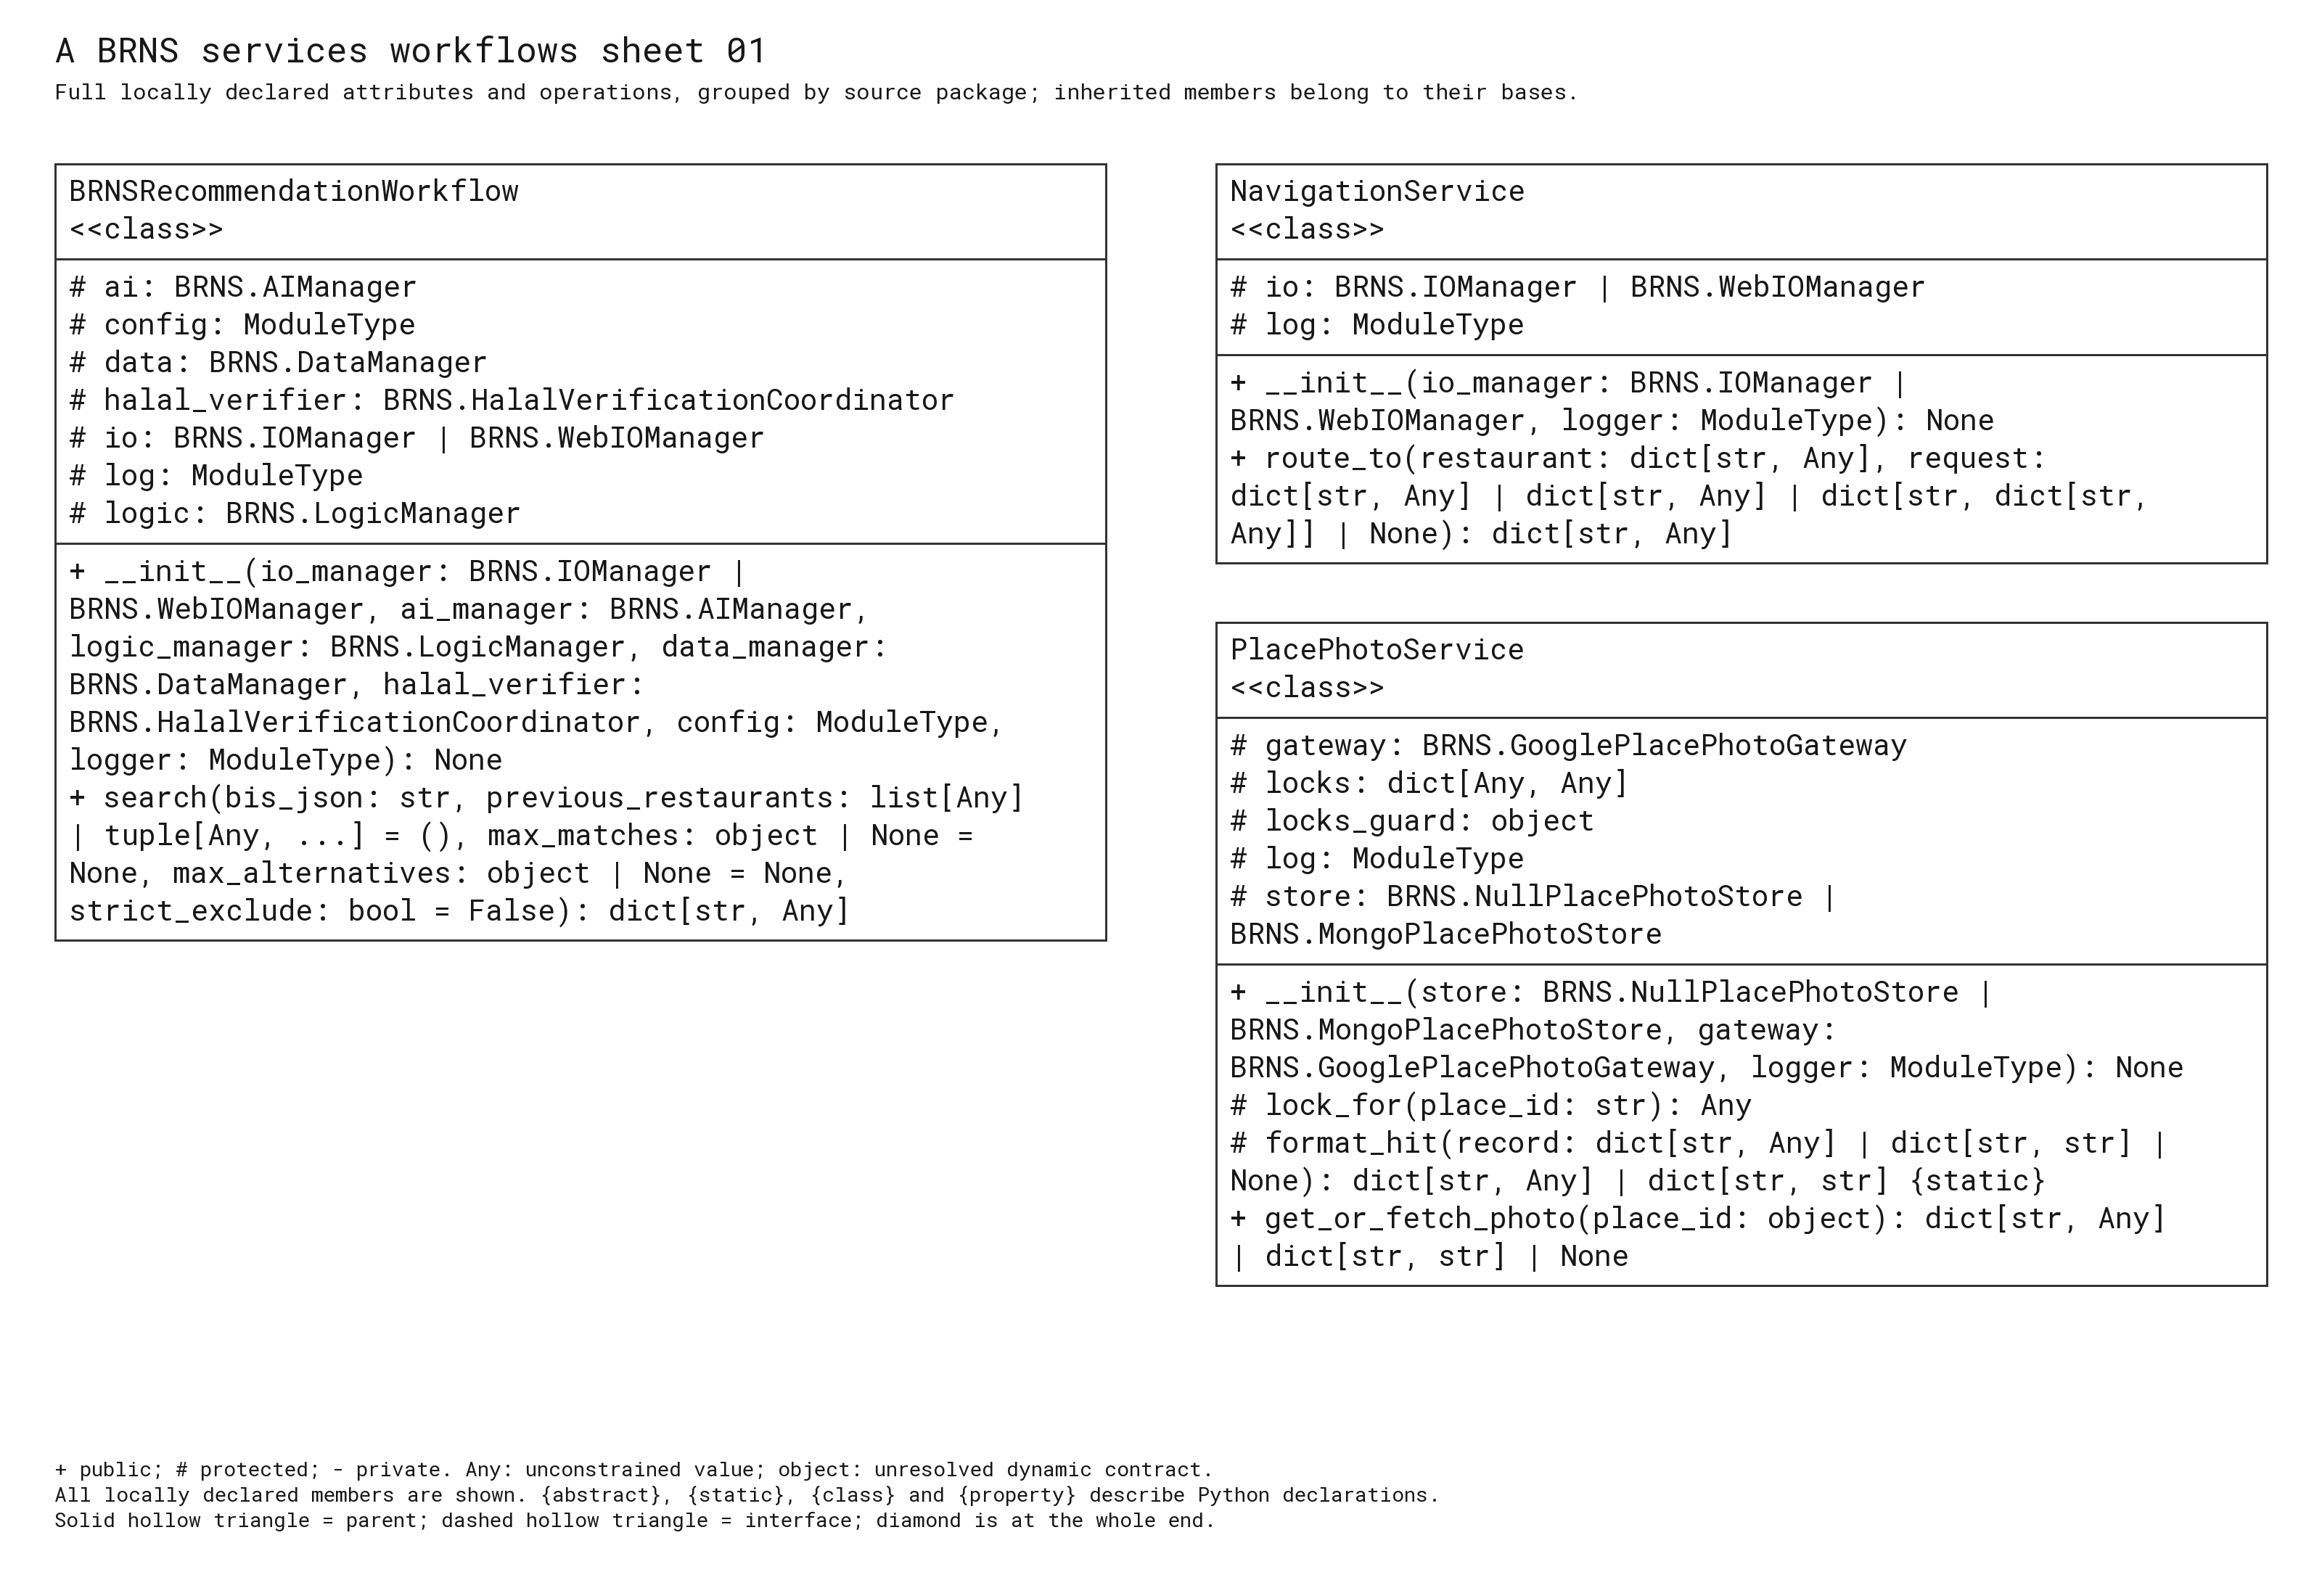 A BRNS services workflows sheet 01
Full locally declared attributes and operations, grouped by source package; inherited members belong to their bases.
BRNSRecommendationWorkflow
<<class>>
# ai: BRNS.AIManager
# config: ModuleType
# data: BRNS.DataManager
# halal_verifier: BRNS.HalalVerificationCoordinator
# io: BRNS.IOManager | BRNS.WebIOManager
# log: ModuleType
# logic: BRNS.LogicManager
+ __init__(io_manager: BRNS.IOManager |
BRNS.WebIOManager, ai_manager: BRNS.AIManager,
logic_manager: BRNS.LogicManager, data_manager:
BRNS.DataManager, halal_verifier:
BRNS.HalalVerificationCoordinator, config: ModuleType,
logger: ModuleType): None
+ search(bis_json: str, previous_restaurants: list[Any]
| tuple[Any, ...] = (), max_matches: object | None =
None, max_alternatives: object | None = None,
strict_exclude: bool = False): dict[str, Any]
NavigationService
<<class>>
# io: BRNS.IOManager | BRNS.WebIOManager
# log: ModuleType
+ __init__(io_manager: BRNS.IOManager |
BRNS.WebIOManager, logger: ModuleType): None
+ route_to(restaurant: dict[str, Any], request:
dict[str, Any] | dict[str, Any] | dict[str, dict[str,
Any]] | None): dict[str, Any]
PlacePhotoService
<<class>>
# gateway: BRNS.GooglePlacePhotoGateway
# locks: dict[Any, Any]
# locks_guard: object
# log: ModuleType
# store: BRNS.NullPlacePhotoStore |
BRNS.MongoPlacePhotoStore
+ __init__(store: BRNS.NullPlacePhotoStore |
BRNS.MongoPlacePhotoStore, gateway:
BRNS.GooglePlacePhotoGateway, logger: ModuleType): None
# lock_for(place_id: str): Any
# format_hit(record: dict[str, Any] | dict[str, str] |
None): dict[str, Any] | dict[str, str] {static}
+ get_or_fetch_photo(place_id: object): dict[str, Any]
| dict[str, str] | None
+ public; # protected; - private. Any: unconstrained value; object: unresolved dynamic contract.
All locally declared members are shown. {abstract}, {static}, {class} and {property} describe Python declarations.
Solid hollow triangle = parent; dashed hollow triangle = interface; diamond is at the whole end.